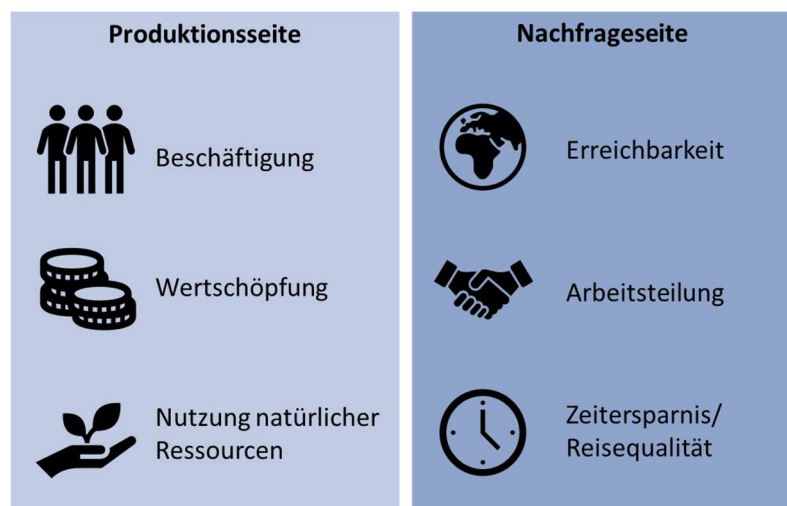 Produktionsseite
Beschäftigung
Wertschöpfung
Nutzung natürlicher
Ressourcen
Nachfrageseite
Erreichbarkeit
Arbeitsteilung
Zeitersparnis/
Reisequalität